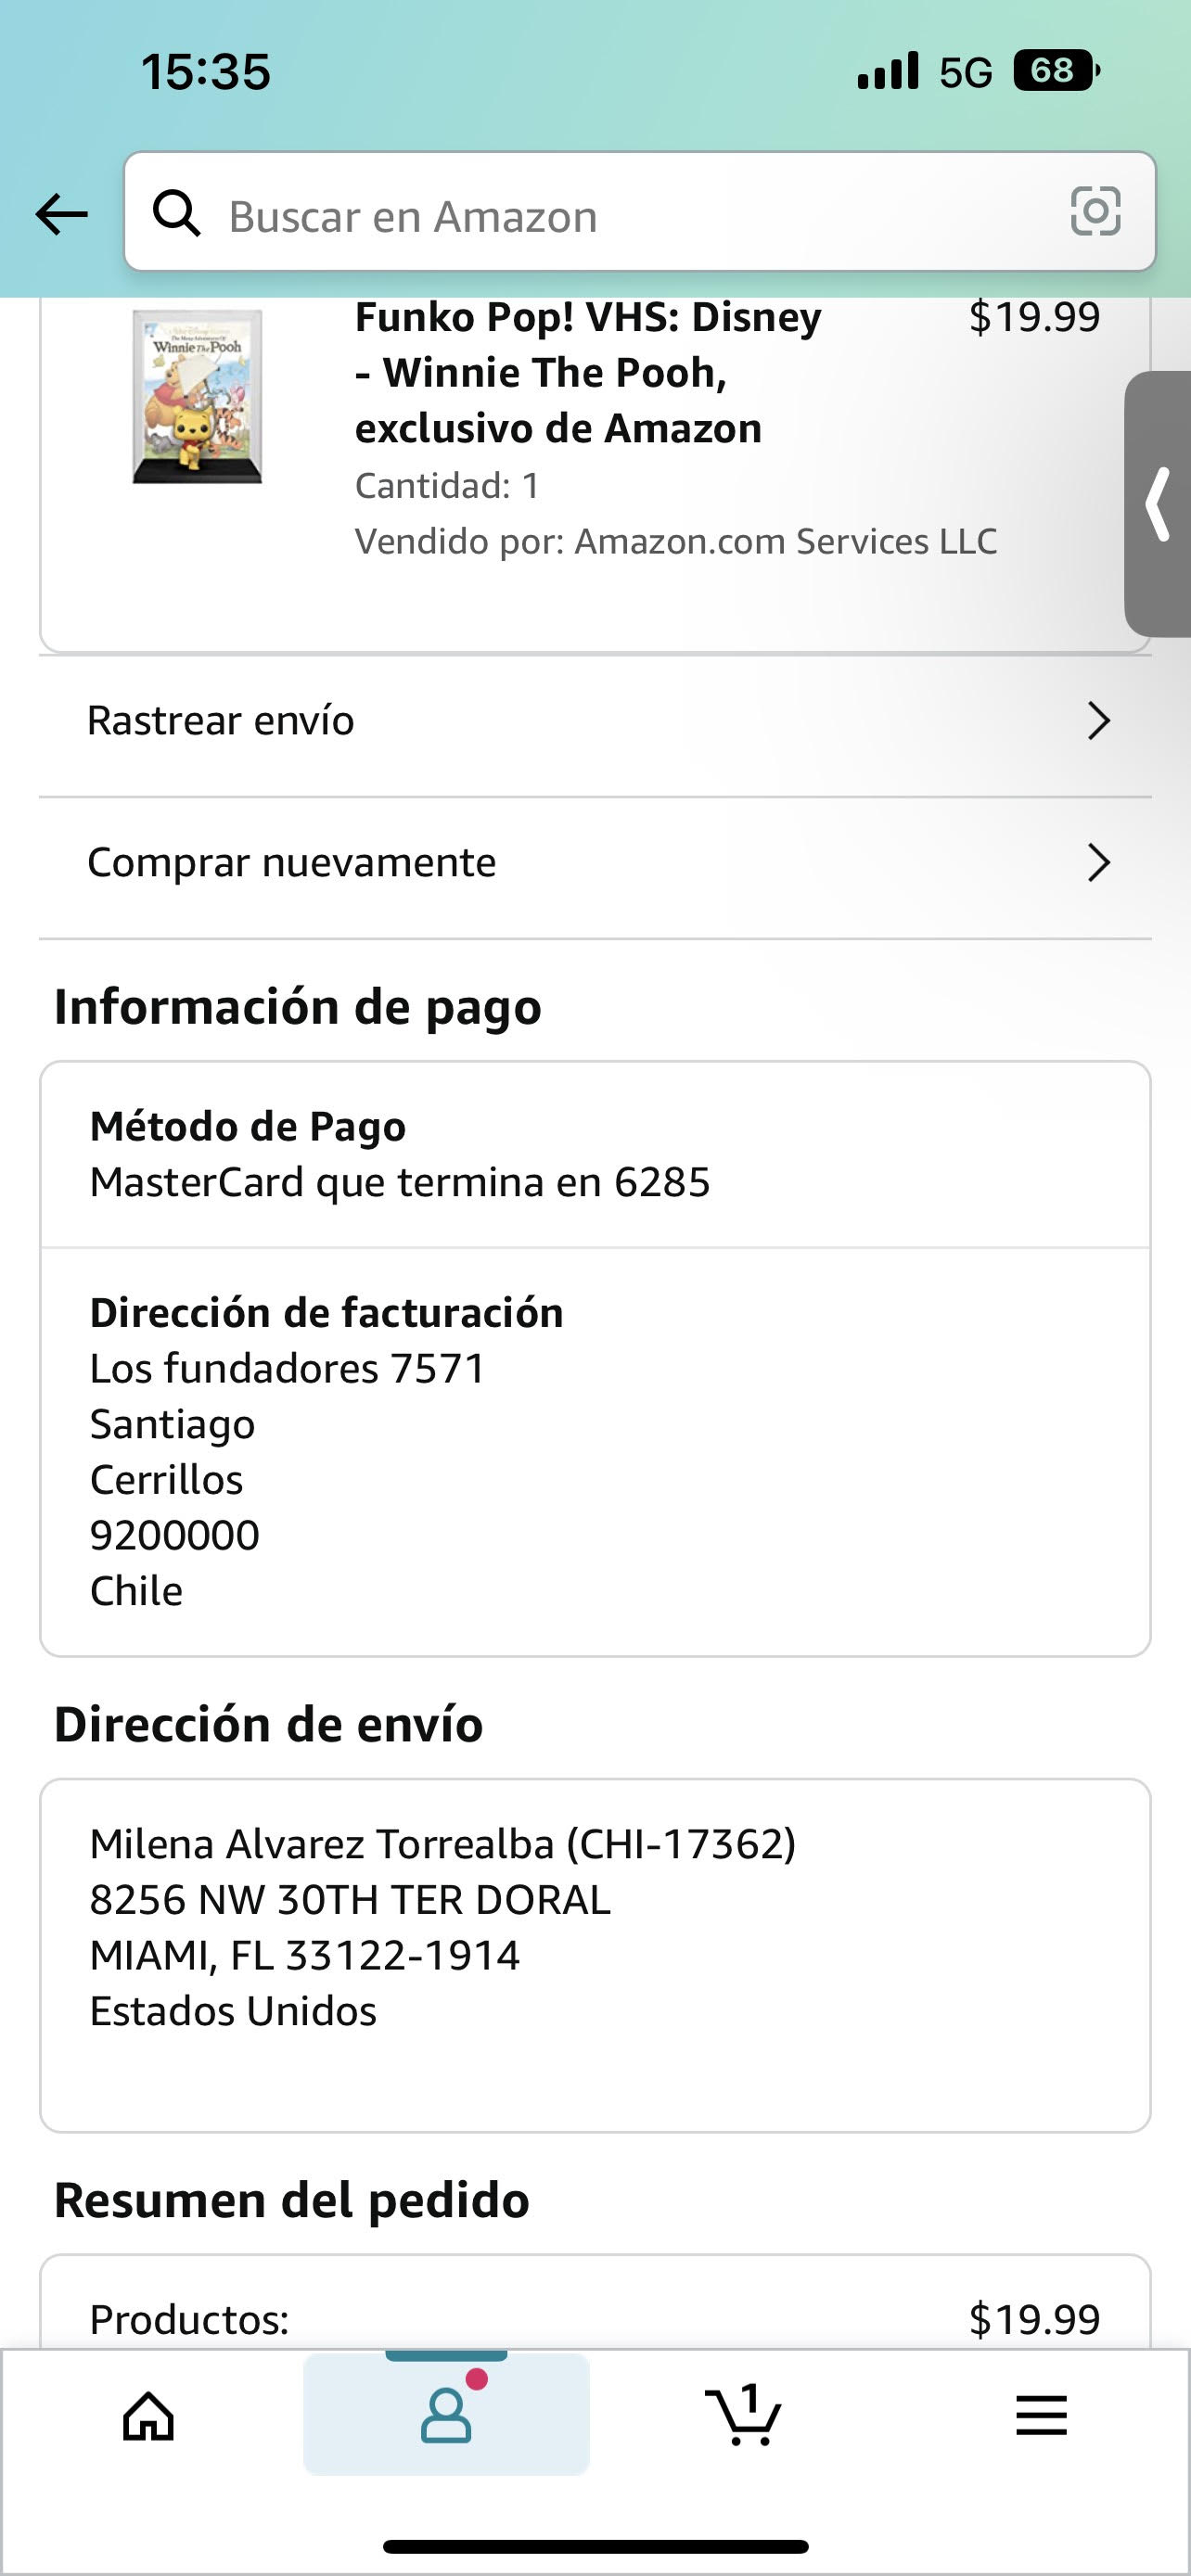 15:35
5G 68
Buscar en Amazon
Winnie The Pooh
Funko Pop! VHS: Disney
- Winnie The Pooh,
exclusivo de Amazon
$19.99
Cantidad: 1
Vendido por: Amazon.com Services LLC
Rastrear envío
Comprar nuevamente
Información de pago
Método de Pago
MasterCard que termina en 6285
Dirección de facturación
Los fundadores 7571
Santiago
Cerrillos
9200000
Chile
Dirección de envío
Milena Alvarez Torrealba (CHI-17362)
8256 NW 30TH TER DORAL
MIAMI, FL 33122-1914
Estados Unidos
Resumen del pedido
Productos: $19.99
1